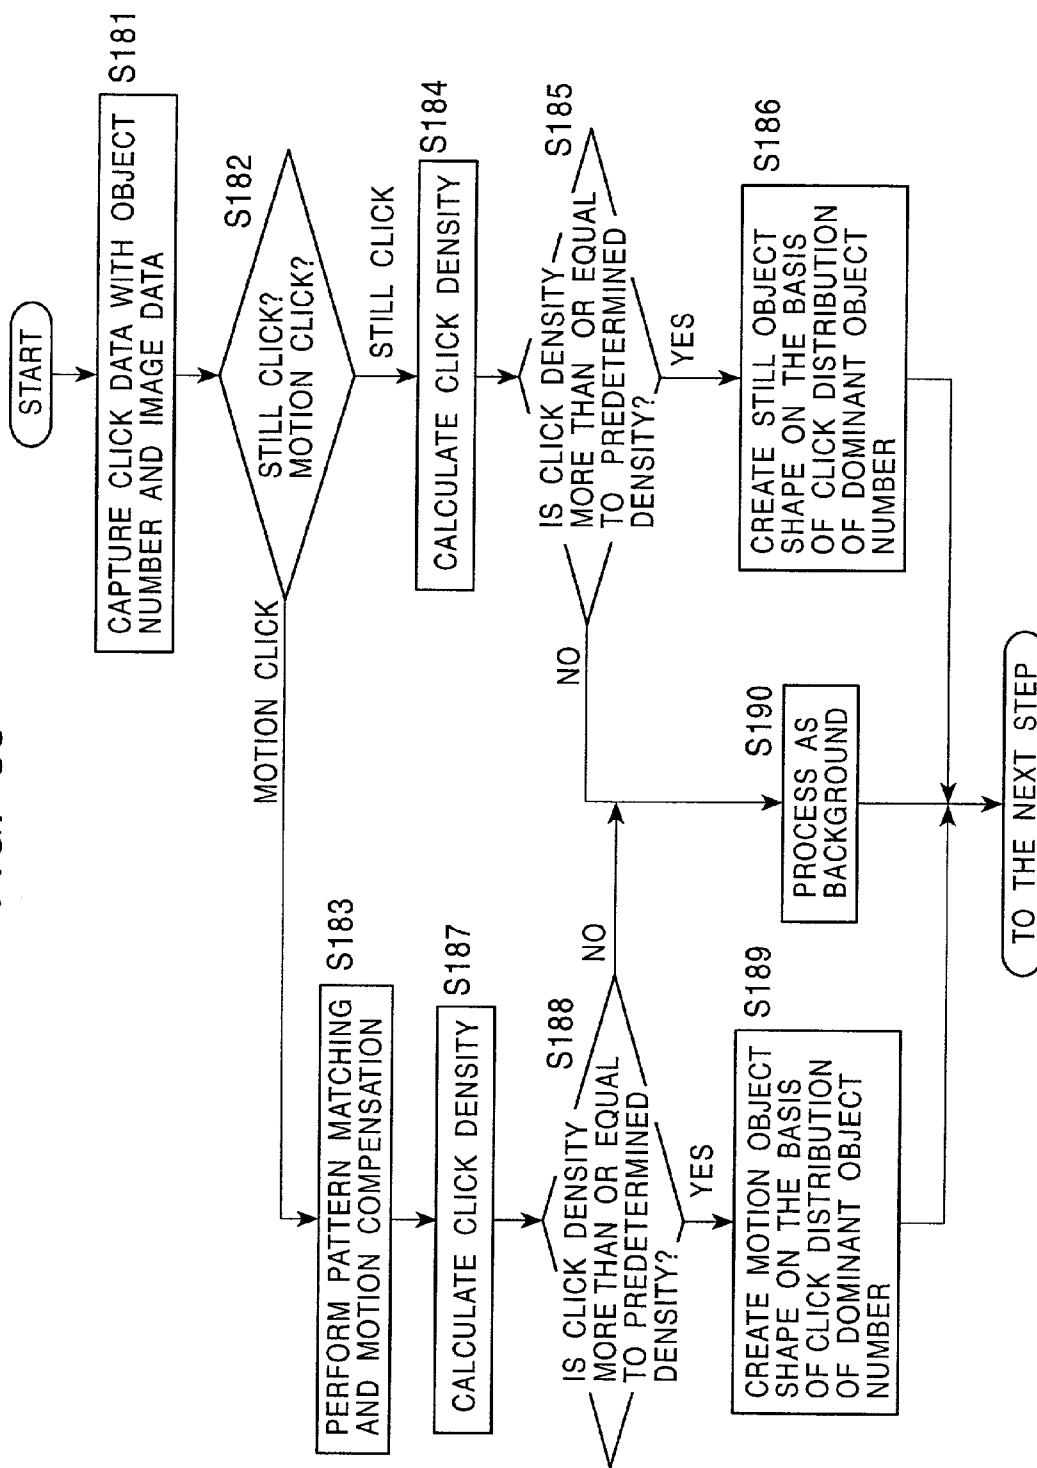 START
S181
CAPTURE CLICK DATA WITH OBJECT
NUMBER AND IMAGE DATA
S182
STILL CLICK?
MOTION CLICK?
MOTION CLICK
STILL CLICK
S183
PERFORM PATTERN MATCHING
AND MOTION COMPENSATION
S184
CALCULATE CLICK DENSITY
S187
CALCULATE CLICK DENSITY
S185
IS CLICK DENSITY
MORE THAN OR EQUAL
TO PREDETERMINED
DENSITY?
NO
YES
S188
IS CLICK DENSITY
MORE THAN OR EQUAL
TO PREDETERMINED
DENSITY?
NO
YES
S186
CREATE STILL OBJECT
SHAPE ON THE BASIS
OF CLICK DISTRIBUTION
OF DOMINANT OBJECT
NUMBER
S190
PROCESS AS
BACKGROUND
S189
CREATE MOTION OBJECT
SHAPE ON THE BASIS
OF CLICK DISTRIBUTION
OF DOMINANT OBJECT
NUMBER
TO THE NEXT STEP